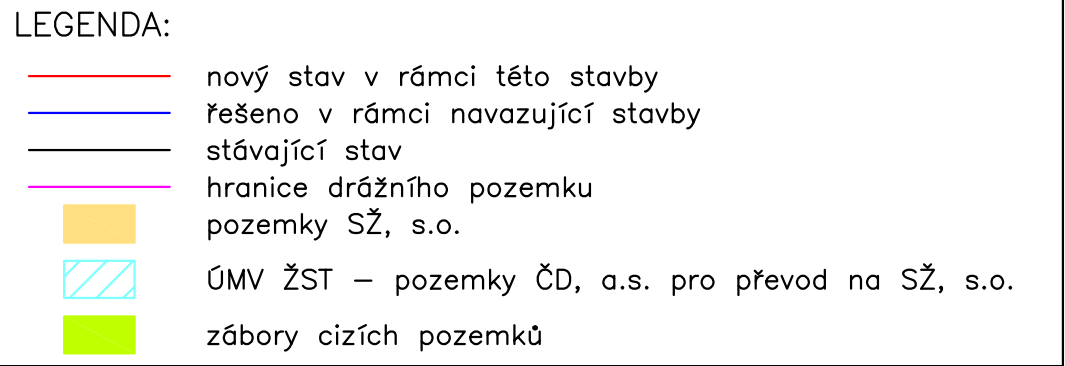 LEGENDA:
nový stav v rámci této stavby
řešeno v rámci navazující stavby
stávající stav
hranice drážního pozemku
pozemky SŽ, s.o.
ÚMV ŽST – pozemky ČD, a.s. pro převod na SŽ, s.o.
zábory cizích pozemků